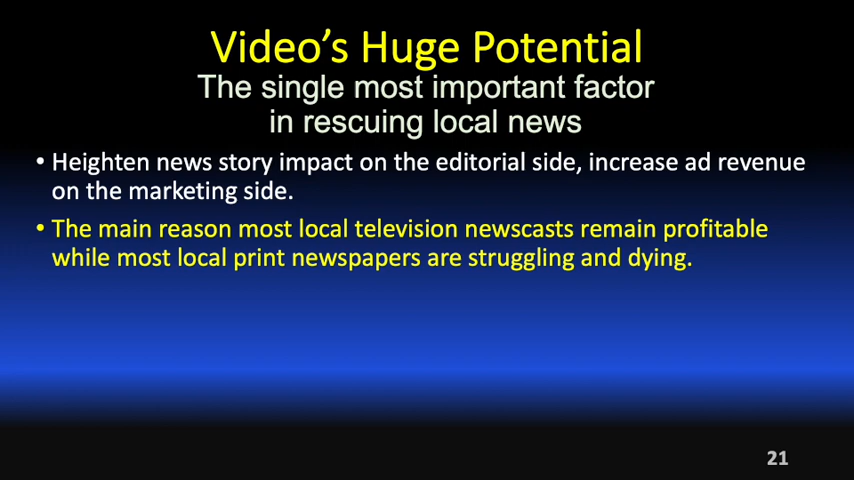 Video’s Huge Potential
The single most important factor
in rescuing local news
• Heighten news story impact on the editorial side, increase ad revenue
on the marketing side.
• The main reason most local television newscasts remain profitable
while most local print newspapers are struggling and dying.
21